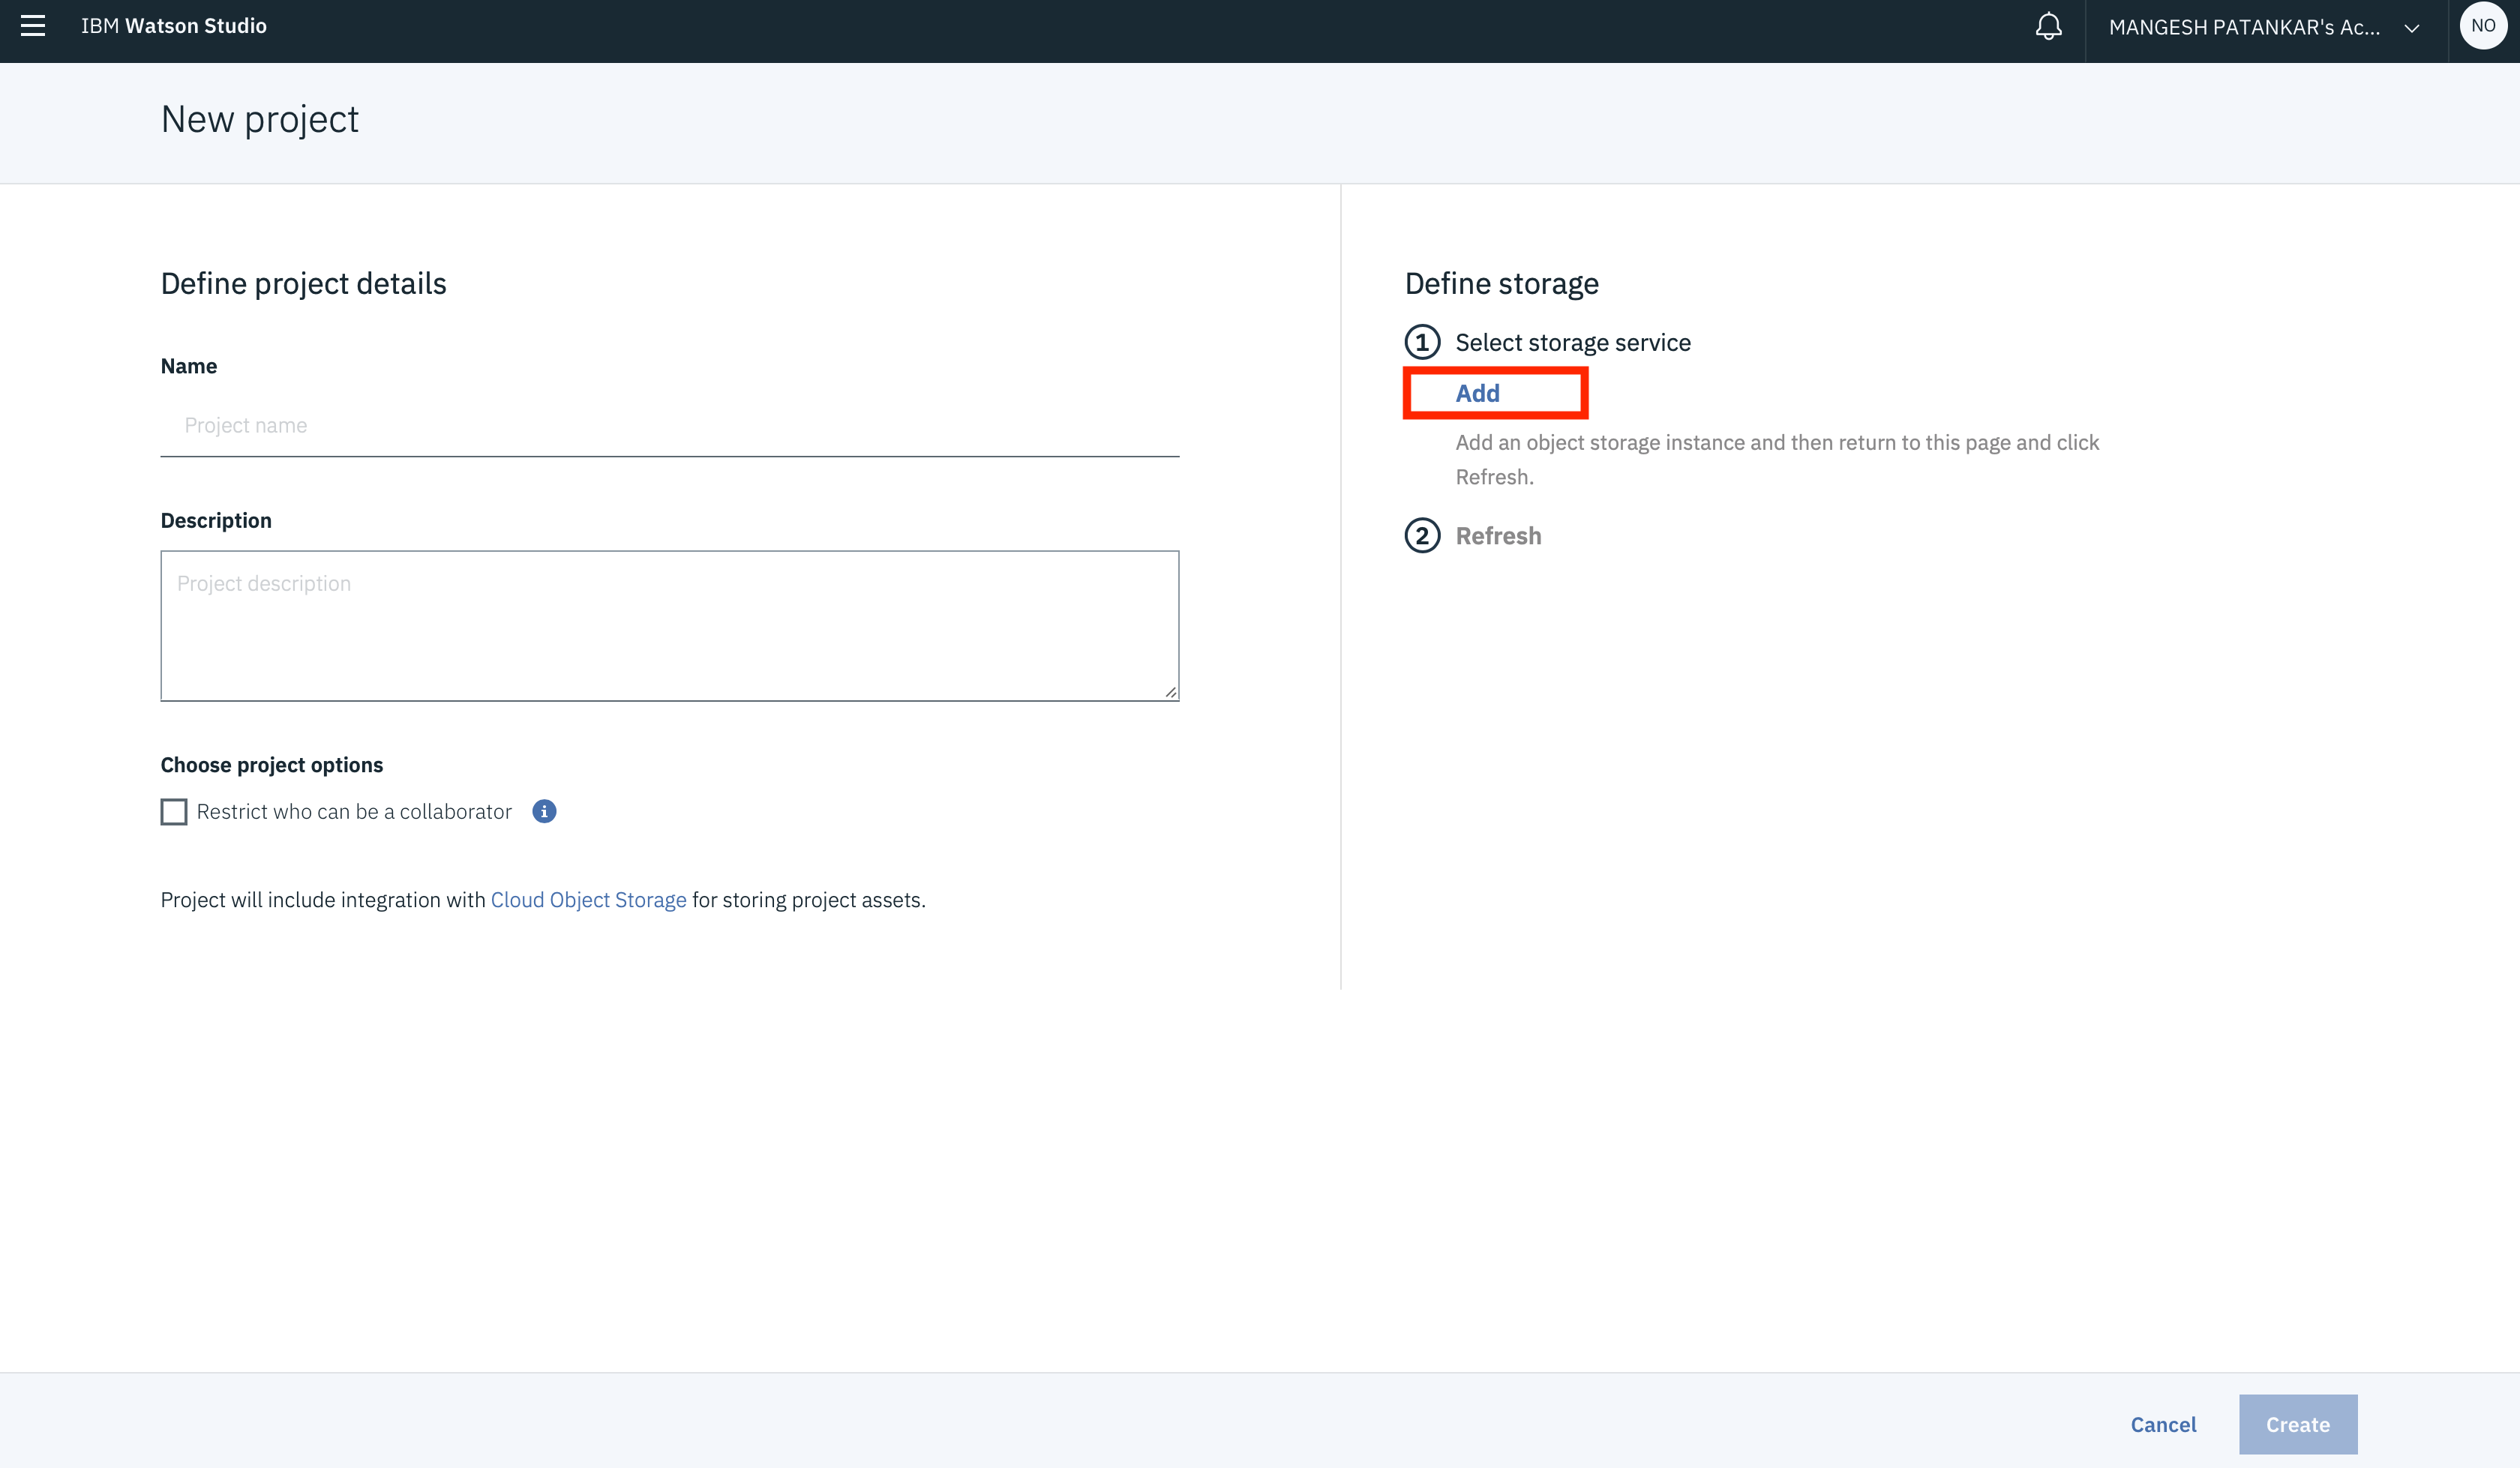 IBM Watson Studio
MANGESH PATANKAR's Ac...
NO
New project
Define project details
Name
Project name
Description
Project description
Choose project options
Restrict who can be a collaborator
Project will include integration with Cloud Object Storage for storing project assets.
Define storage
1 Select storage service
Add
Add an object storage instance and then return to this page and click
Refresh.
2 Refresh
Cancel
Create